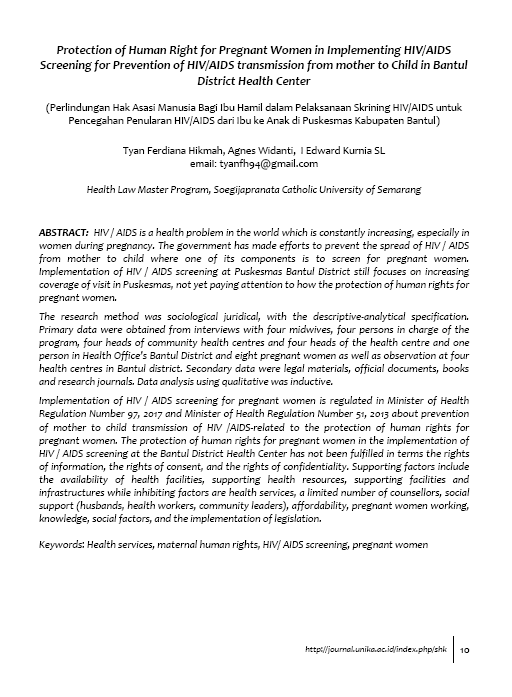 Protection of Human Right for Pregnant Women in Implementing HIV/AIDS
Screening for Prevention of HIV/AIDS transmission from mother to Child in Bantul
District Health Center
(Perlindungan Hak Asasi Manusia Bagi Ibu Hamil dalam Pelaksanaan Skrining HIV/AIDS untuk
Pencegahan Penularan HIV/AIDS dari Ibu ke Anak di Puskesmas Kabupaten Bantul)
Tyan Ferdiana Hikmah, Agnes Widanti,  I Edward Kurnia SL
email: tyanfh94@gmail.com
Health Law Master Program, Soegijapranata Catholic University of Semarang
ABSTRACT:  HIV / AIDS is a health problem in the world which is constantly increasing, especially in
women during pregnancy. The government has made efforts to prevent the spread of HIV / AIDS
from mother to child where one of its components is to screen for pregnant women.
Implementation of HIV / AIDS screening at Puskesmas Bantul District still focuses on increasing
coverage of visit in Puskesmas, not yet paying attention to how the protection of human rights for
pregnant women.
The research method was sociological juridical, with the descriptive-analytical specification.
Primary data were obtained from interviews with four midwives, four persons in charge of the
program, four heads of community health centres and four heads of the health centre and one
person in Health Office's Bantul District and eight pregnant women as well as observation at four
health centres in Bantul district. Secondary data were legal materials, official documents, books
and research journals. Data analysis using qualitative was inductive.
Implementation of HIV / AIDS screening for pregnant women is regulated in Minister of Health
Regulation Number 97, 2017 and Minister of Health Regulation Number 51, 2013 about prevention
of mother to child transmission of HIV /AIDS-related to the protection of human rights for
pregnant women. The protection of human rights for pregnant women in the implementation of
HIV / AIDS screening at the Bantul District Health Center has not been fulfilled in terms the rights
of information, the rights of consent, and the rights of confidentiality. Supporting factors include
the availability of health facilities, supporting health resources, supporting facilities and
infrastructures while inhibiting factors are health services, a limited number of counsellors, social
support (husbands, health workers, community leaders), affordability, pregnant women working,
knowledge, social factors, and the implementation of legislation.
Keywords: Health services, maternal human rights, HIV/ AIDS screening, pregnant women
http://journal.unika.ac.id/index.php/shk 10